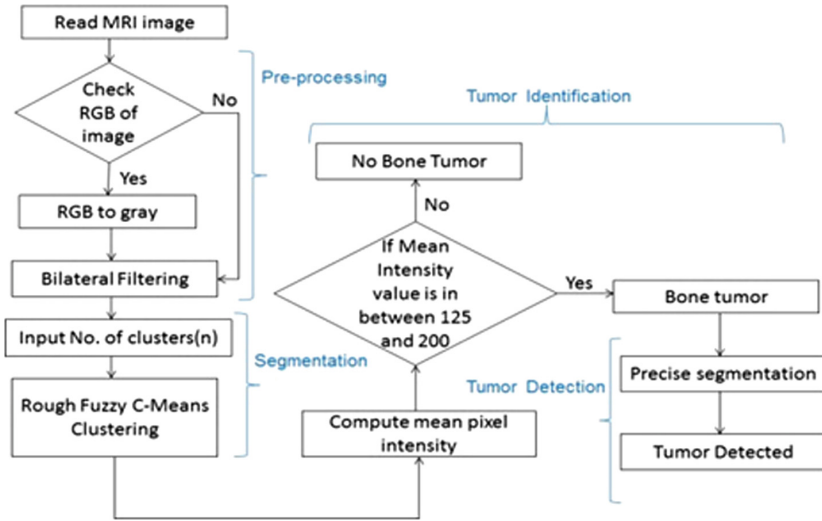 Read MRI image
Pre-processing
Check
RGB of
image
No
Yes
RGB to gray
Bilateral Filtering
Input No. of clusters(n)
Segmentation
Rough Fuzzy C-Means
Clustering
Compute mean pixel
intensity
Tumor Identification
No Bone Tumor
No
If Mean
Intensity
value is in
between 125
and 200
Yes
Bone tumor
Tumor Detection
Precise segmentation
Tumor Detected